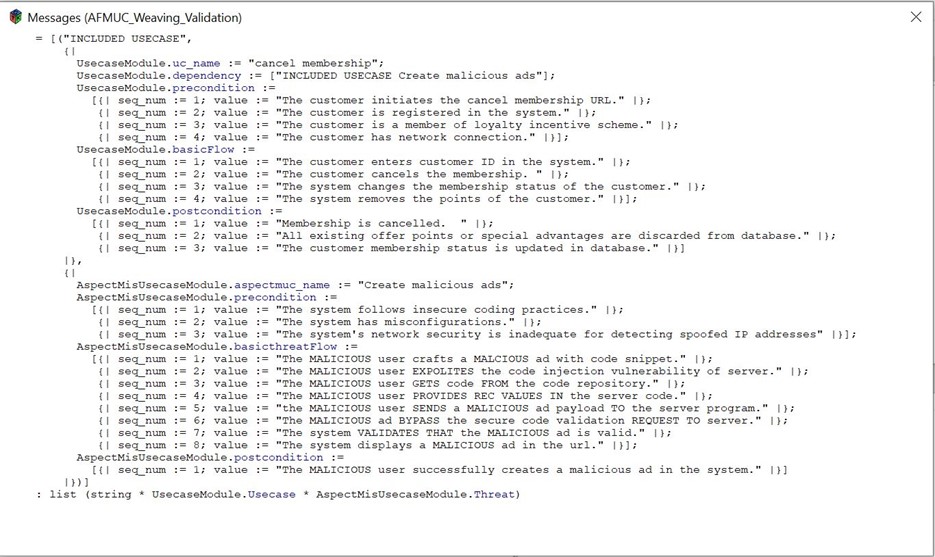 Messages (AFMUC_Weaving_Validation)
= [("INCLUDED USECASE",
{|
UsecaseModule.uc_name := "cancel membership";
UsecaseModule.dependency := ["INCLUDED USECASE Create malicious ads"];
UsecaseModule.precondition :=
[{| seq_num := 1; value := "The customer initiates the cancel membership URL." |};
{| seq_num := 2; value := "The customer is registered in the system." |};
{| seq_num := 3; value := "The customer is a member of loyalty incentive scheme." |};
{| seq_num := 4; value := "The customer has network connection." |}];
UsecaseModule.basicFlow :=
[{| seq_num := 1; value := "The customer enters customer ID in the system." |};
{| seq_num := 2; value := "The customer cancels the membership. " |};
{| seq_num := 3; value := "The system changes the membership status of the customer." |};
{| seq_num := 4; value := "The system removes the points of the customer." |}];
UsecaseModule.postcondition :=
[{| seq_num := 1; value := "Membership is cancelled.  " |};
{| seq_num := 2; value := "All existing offer points or special advantages are discarded from database." |};
{| seq_num := 3; value := "The customer membership status is updated in database." |}]
|},
{|
AspectMisUsecaseModule.aspectmuc_name := "Create malicious ads";
AspectMisUsecaseModule.precondition :=
[{| seq_num := 1; value := "The system follows insecure coding practices." |};
{| seq_num := 2; value := "The system has misconfigurations." |};
{| seq_num := 3; value := "The system's network security is inadequate for detecting spoofed IP addresses" |}];
AspectMisUsecaseModule.basicthreatFlow :=
[{| seq_num := 1; value := "The MALICIOUS user crafts a MALCIOUS ad with code snippet." |};
{| seq_num := 2; value := "The MALICIOUS user EXPOLITES the code injection vulnerability of server." |};
{| seq_num := 3; value := "The MALICIOUS user GETS code FROM the code repository." |};
{| seq_num := 4; value := "The MALICIOUS user PROVIDES REC VALUES IN the server code." |};
{| seq_num := 5; value := "the MALICIOUS user SENDS a MALICIOUS ad payload TO the server program." |};
{| seq_num := 6; value := "The MALICIOUS ad BYPASS the secure code validation REQUEST TO server." |};
{| seq_num := 7; value := "The system VALIDATES THAT the MALICIOUS ad is valid." |};
{| seq_num := 8; value := "The system displays a MALICIOUS ad in the url." |}];
AspectMisUsecaseModule.postcondition :=
[{| seq_num := 1; value := "The MALICIOUS user successfully creates a malicious ad in the system." |}]
|})]
: list (string * UsecaseModule.Usecase * AspectMisUsecaseModule.Threat)